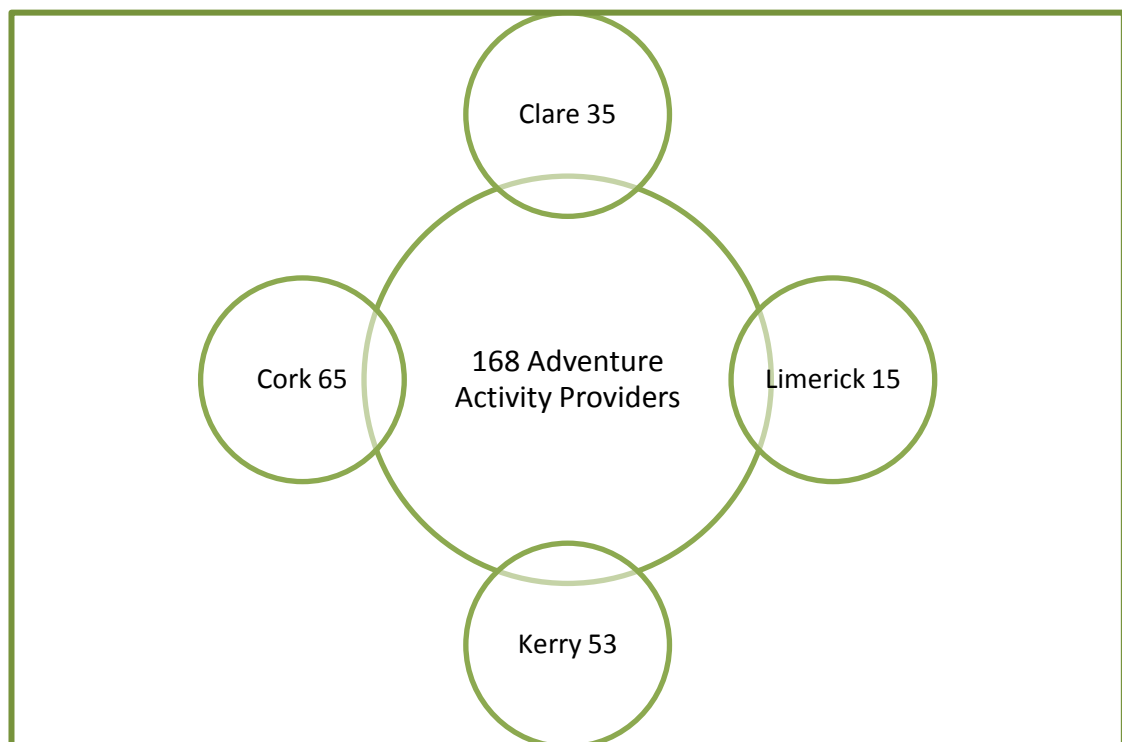 Clare 35
Cork 65
168 Adventure
Activity Providers
Limerick 15
Kerry 53